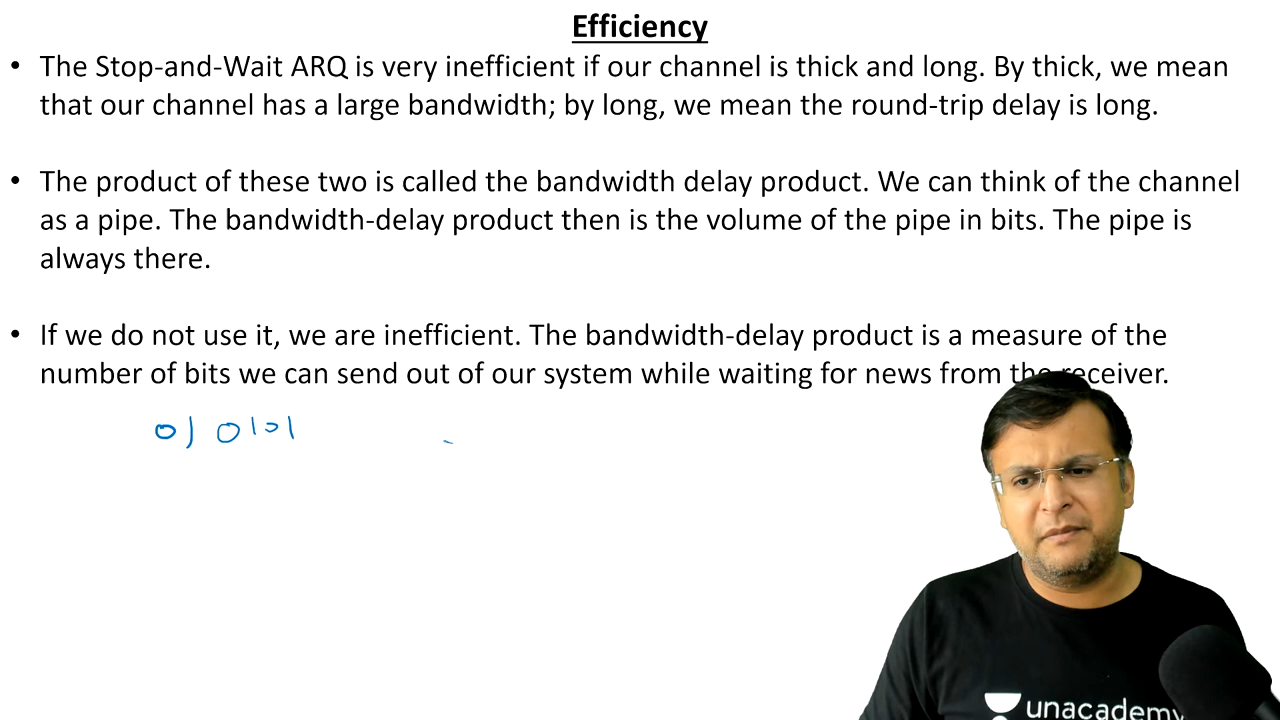 Efficiency
• The Stop-and-Wait ARQ is very inefficient if our channel is thick and long. By thick, we mean
that our channel has a large bandwidth; by long, we mean the round-trip delay is long.
• The product of these two is called the bandwidth delay product. We can think of the channel
as a pipe. The bandwidth-delay product then is the volume of the pipe in bits. The pipe is
always there.
• If we do not use it, we are inefficient. The bandwidth-delay product is a measure of the
number of bits we can send out of our system while waiting for news from the receiver.
01 0101
unacademy